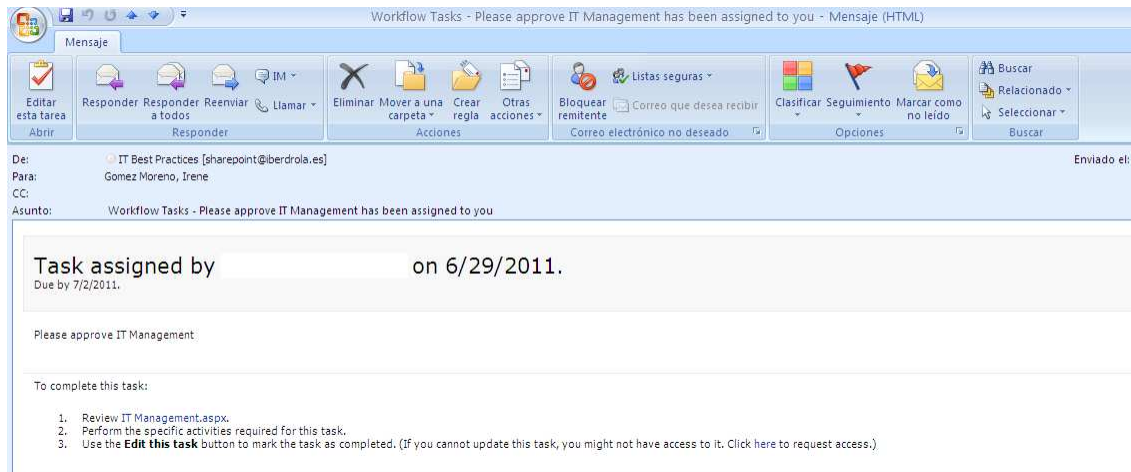 Workflow Tasks - Please approve IT Management has been assigned to you - Mensaje (HTML)
Mensaje
Editar esta tarea
Responder
Responder a todos
Reenviar
IM
Llamar
Eliminar
Mover a una carpeta
Crear regla
Otras acciones
Bloquear remitente
Listas seguras
Correo que desea recibir
Clasificar
Seguimiento
Marcar como no leído
Buscar
Relacionado
Seleccionar
Abrir
Responder
Acciones
Correo electrónico no deseado
Opciones
Buscar
De: IT Best Practices [sharepoint@iberdrola.es] Enviado el:
Para: Gomez Moreno, Irene
CC:
Asunto: Workflow Tasks - Please approve IT Management has been assigned to you
Task assigned by on 6/29/2011.
Due by 7/2/2011.
Please approve IT Management
To complete this task:
1. Review IT Management.aspx.
2. Perform the specific activities required for this task.
3. Use the Edit this task button to mark the task as completed. (If you cannot update this task, you might not have access to it. Click here to request access.)